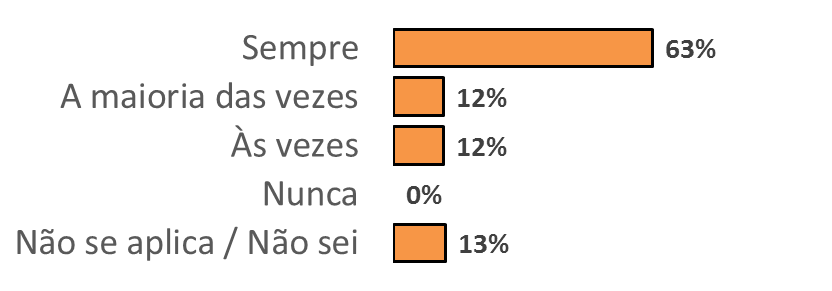 Sempre 63%
A maioria das vezes 12%
Às vezes 12%
Nunca 0%
Não se aplica / Não sei 13%